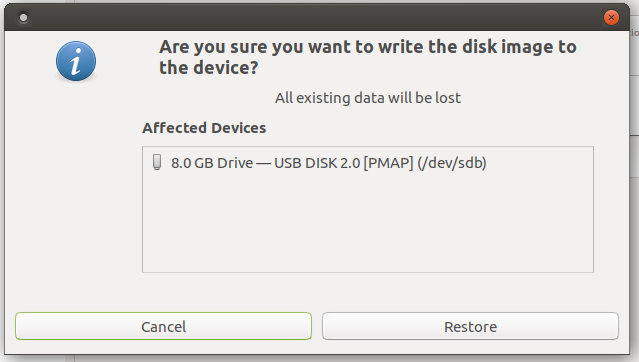 Are you sure you want to write the disk image to
the device?
All existing data will be lost
Affected Devices
8.0 GB Drive — USB DISK 2.0 [PMAP] (/dev/sdb)
Cancel
Restore